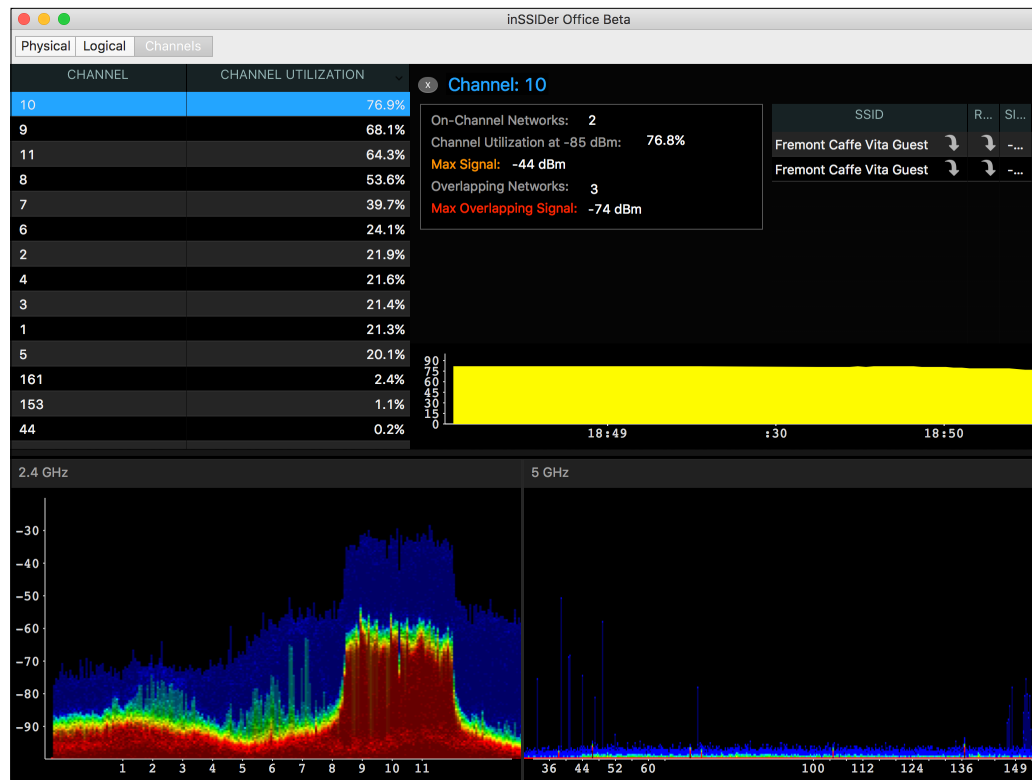 inSSIDer Office Beta
Physical Logical Channels
CHANNEL CHANNEL UTILIZATION
10 76.9%
9 68.1%
11 64.3%
8 53.6%
7 39.7%
6 24.1%
2 21.9%
4 21.6%
3 21.4%
1 21.3%
5 20.1%
161 2.4%
153 1.1%
44 0.2%
x Channel: 10
On-Channel Networks: 2
Channel Utilization at -85 dBm: 76.8%
Max Signal: -44 dBm
Overlapping Networks: 3
Max Overlapping Signal: -74 dBm
SSID R... SI...
Fremont Caffe Vita Guest -...
Fremont Caffe Vita Guest -...
90
75
60
45
30
15
0
18:49 :30 18:50
2.4 GHz
-30
-40
-50
-60
-70
-80
-90
1 2 3 4 5 6 7 8 9 10 11
5 GHz
36 44 52 60 100 112 124 136 149